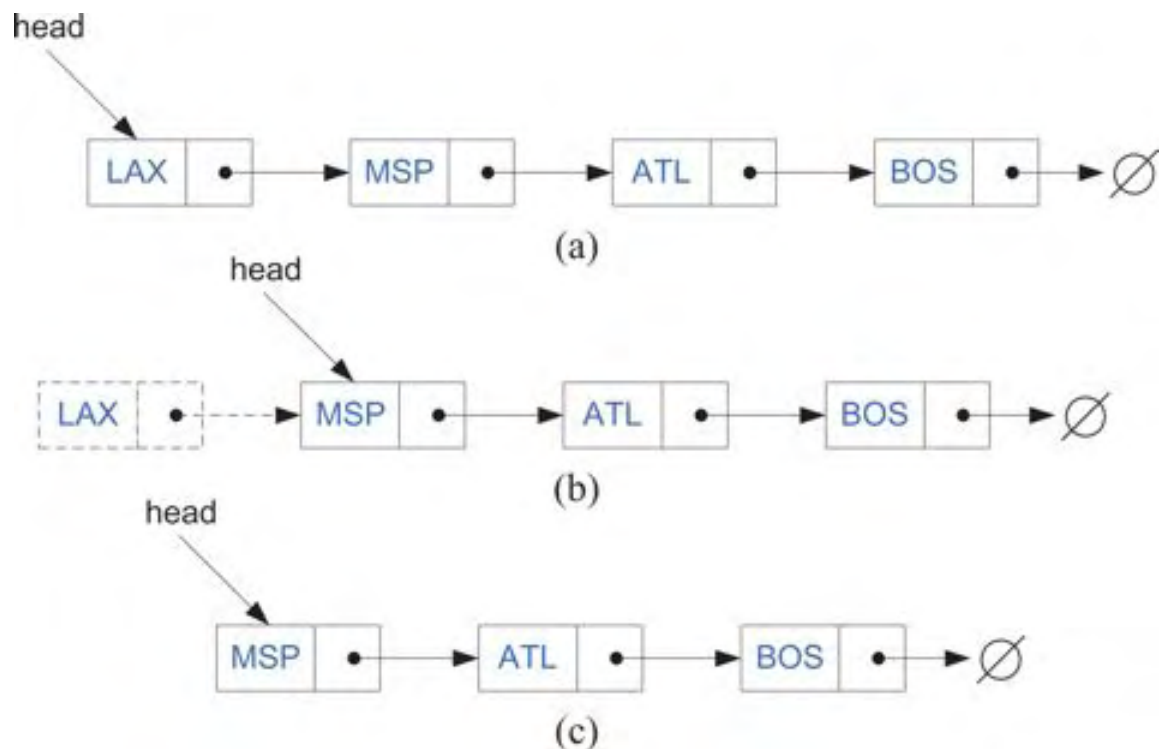 head
LAX MSP ATL BOS ∅
(a)
head
LAX MSP ATL BOS ∅
(b)
head
MSP ATL BOS ∅
(c)